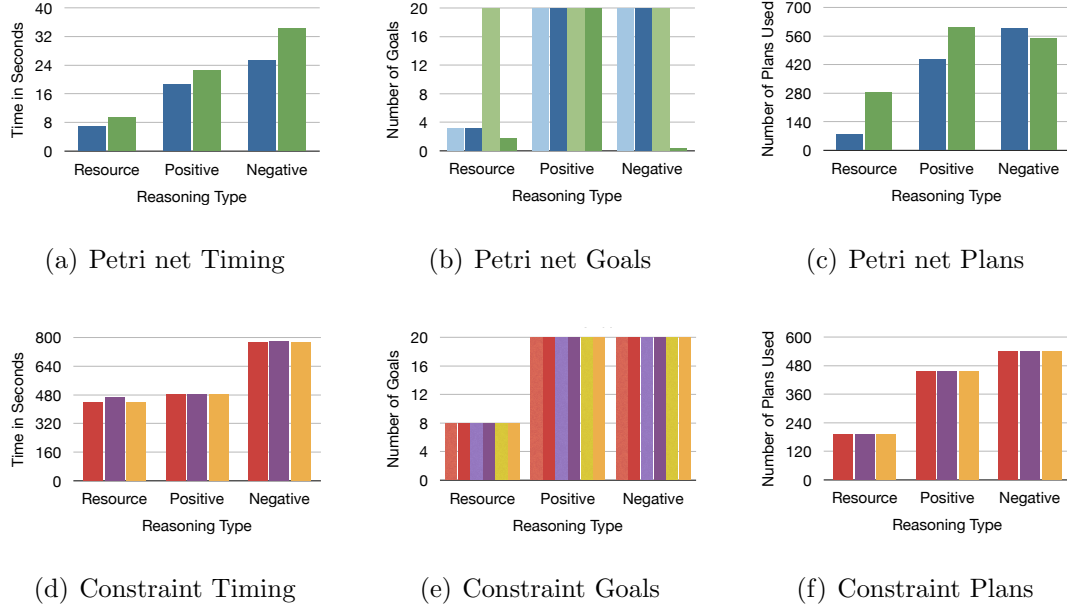 Time in Seconds
40
32
24
16
8
0
Resource Positive Negative
Reasoning Type
(a) Petri net Timing
Number of Goals
20
16
12
8
4
0
Resource Positive Negative
Reasoning Type
(b) Petri net Goals
Number of Plans Used
700
560
420
280
140
0
Resource Positive Negative
Reasoning Type
(c) Petri net Plans
Time in Seconds
800
640
480
320
160
0
Resource Positive Negative
Reasoning Type
(d) Constraint Timing
Number of Goals
20
16
12
8
4
0
Resource Positive Negative
Reasoning Type
(e) Constraint Goals
Number of Plans Used
600
480
360
240
120
0
Resource Positive Negative
Reasoning Type
(f) Constraint Plans